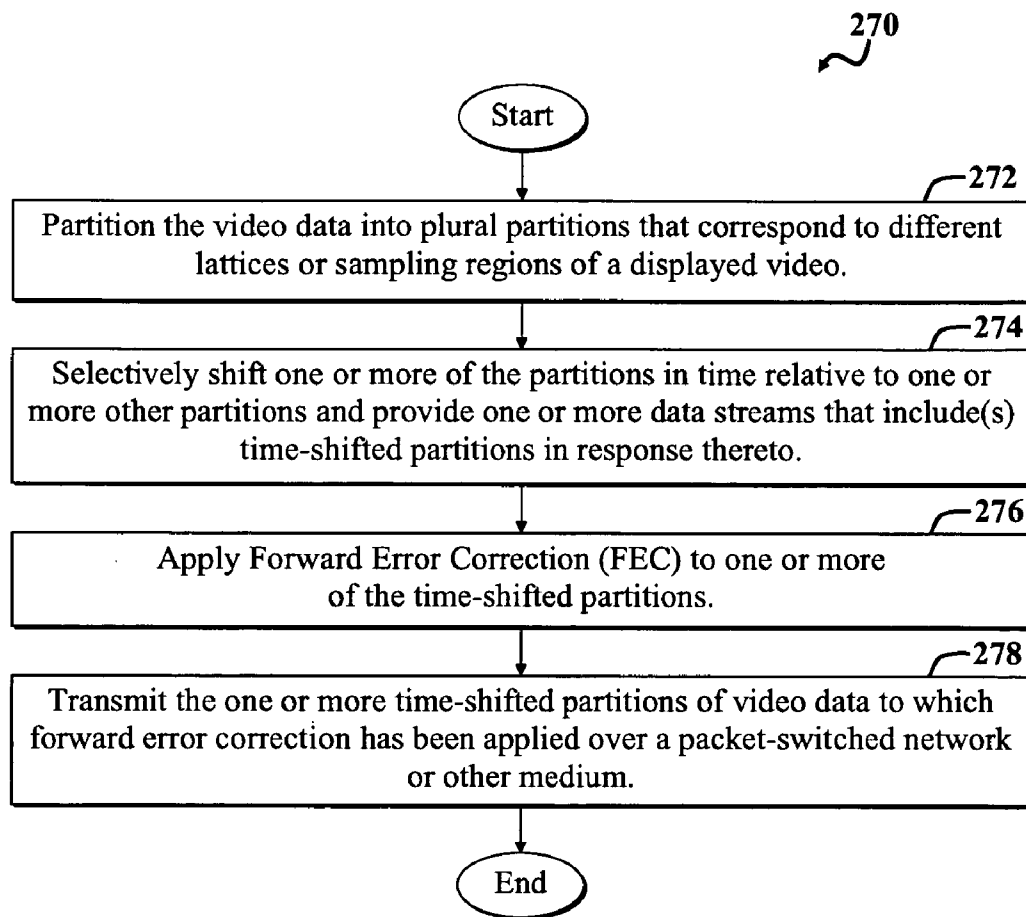 270
Start
272
Partition the video data into plural partitions that correspond to different
lattices or sampling regions of a displayed video.
274
Selectively shift one or more of the partitions in time relative to one or
more other partitions and provide one or more data streams that include(s)
time-shifted partitions in response thereto.
276
Apply Forward Error Correction (FEC) to one or more
of the time-shifted partitions.
278
Transmit the one or more time-shifted partitions of video data to which
forward error correction has been applied over a packet-switched network
or other medium.
End